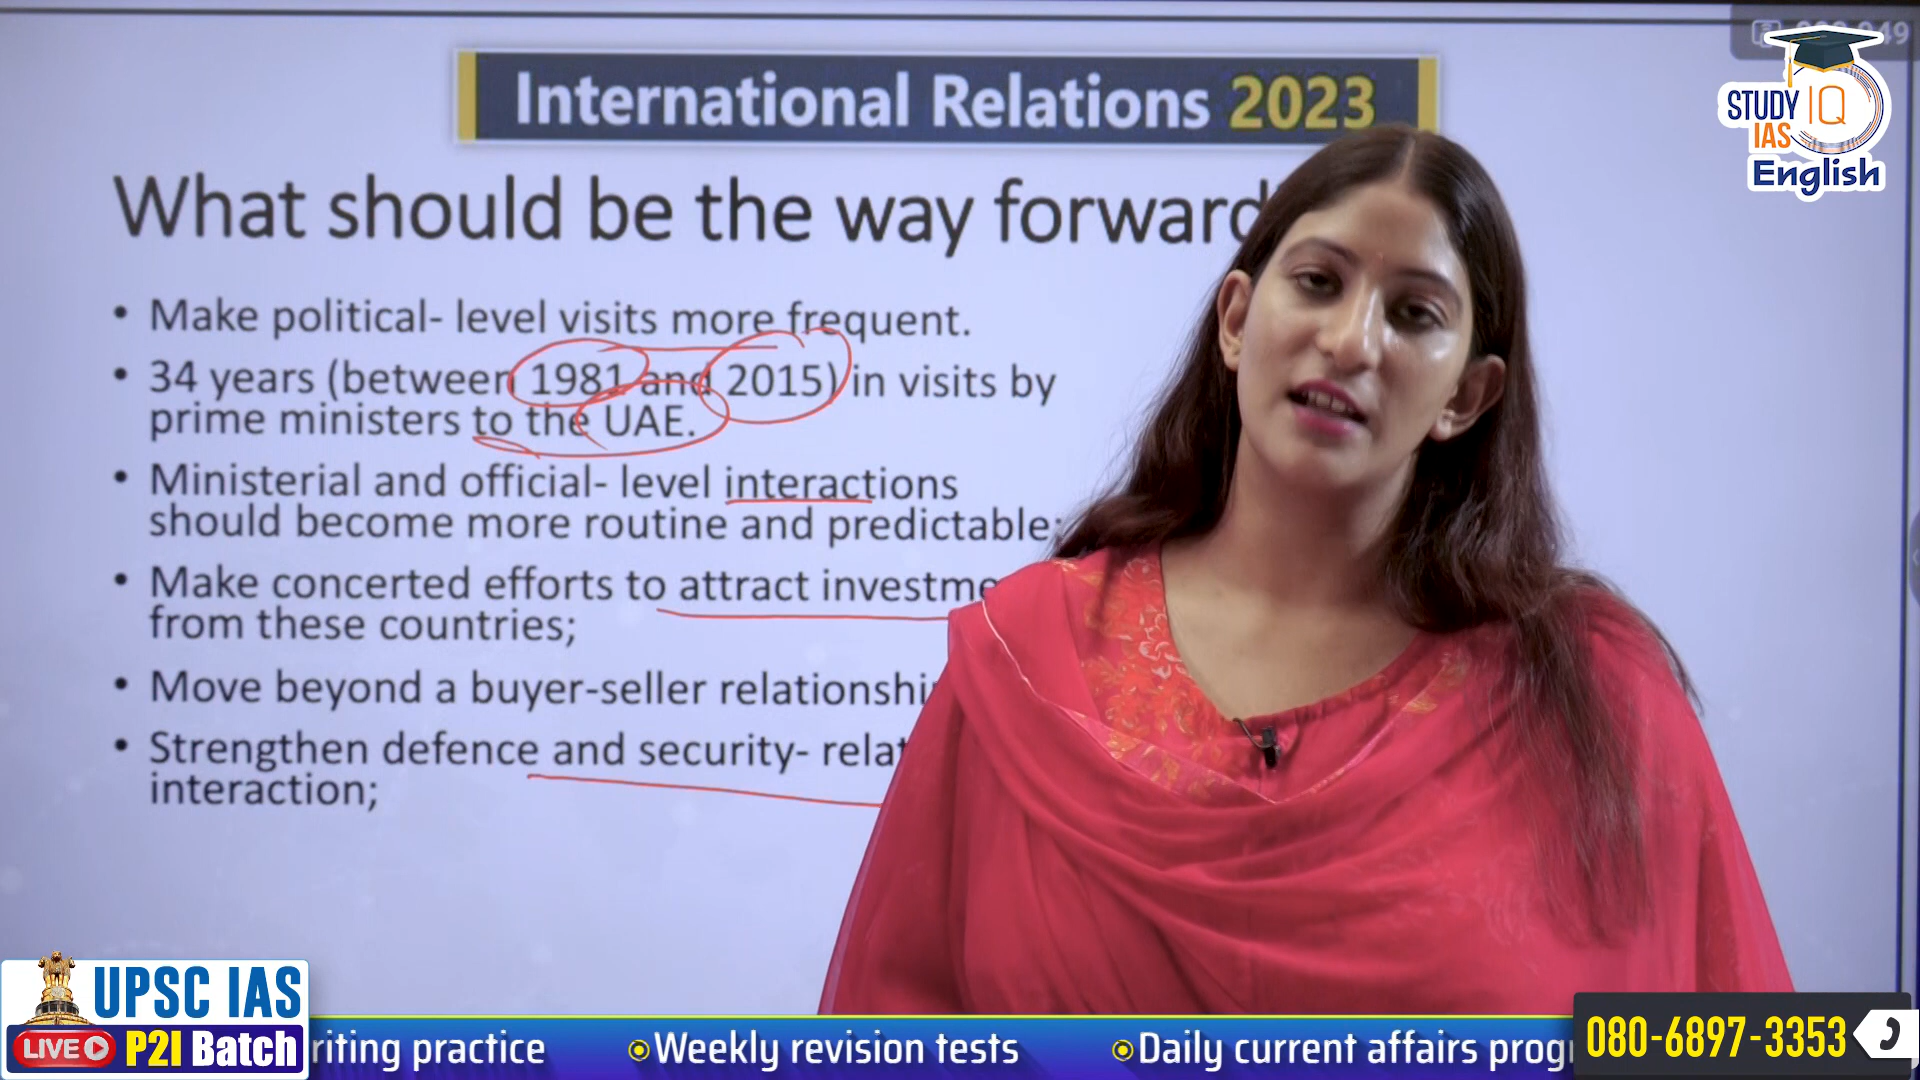 International Relations 2023
STUDY IQ
IAS
English
What should be the way forward
• Make political- level visits more frequent.
• 34 years (between 1981 and 2015) in visits by
prime ministers to the UAE.
• Ministerial and official- level interactions
should become more routine and predictable;
• Make concerted efforts to attract investme
from these countries;
• Move beyond a buyer-seller relationshi
• Strengthen defence and security- relat
interaction;
UPSC IAS
LIVE P2I Batch
riting practice
Weekly revision tests
Daily current affairs prog
080-6897-3353